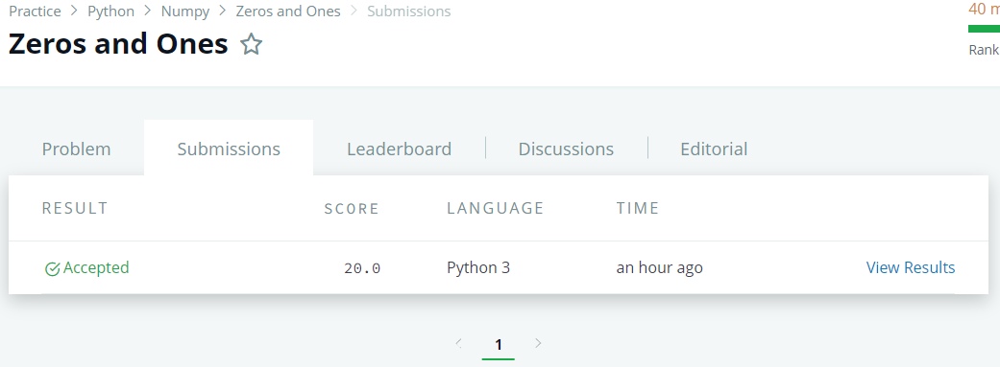 Practice > Python > Numpy > Zeros and Ones > Submissions
40 m
Zeros and Ones
Rank
Problem Submissions Leaderboard Discussions Editorial
RESULT SCORE LANGUAGE TIME
Accepted 20.0 Python 3 an hour ago View Results
< 1 >